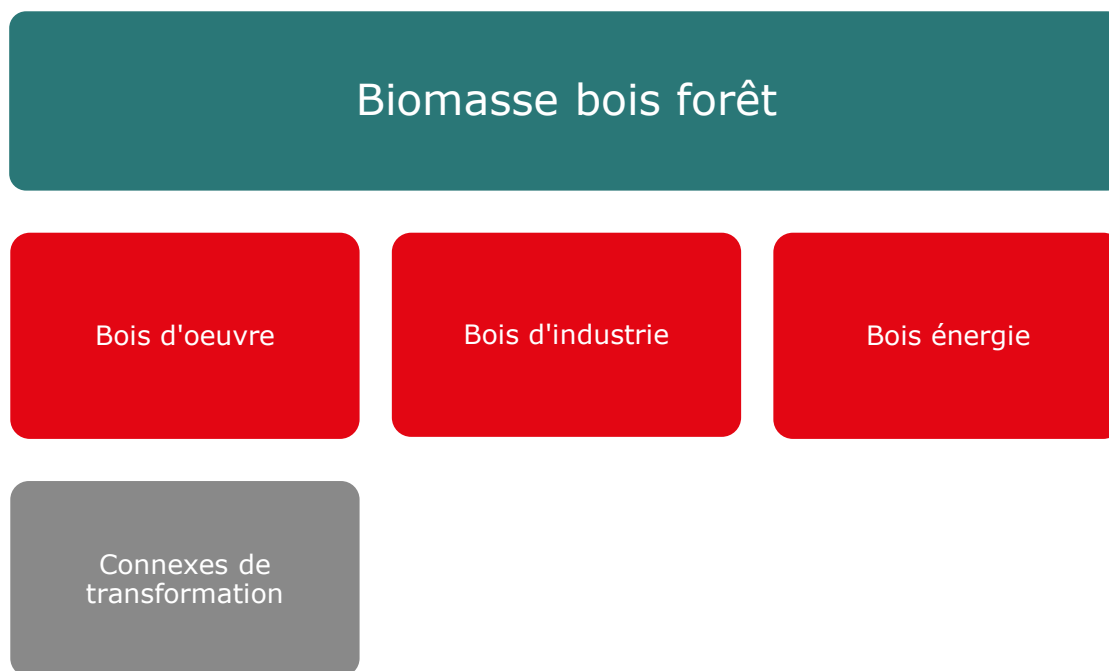 Biomasse bois forêt
Bois d'oeuvre
Bois d'industrie
Bois énergie
Connexes de
transformation